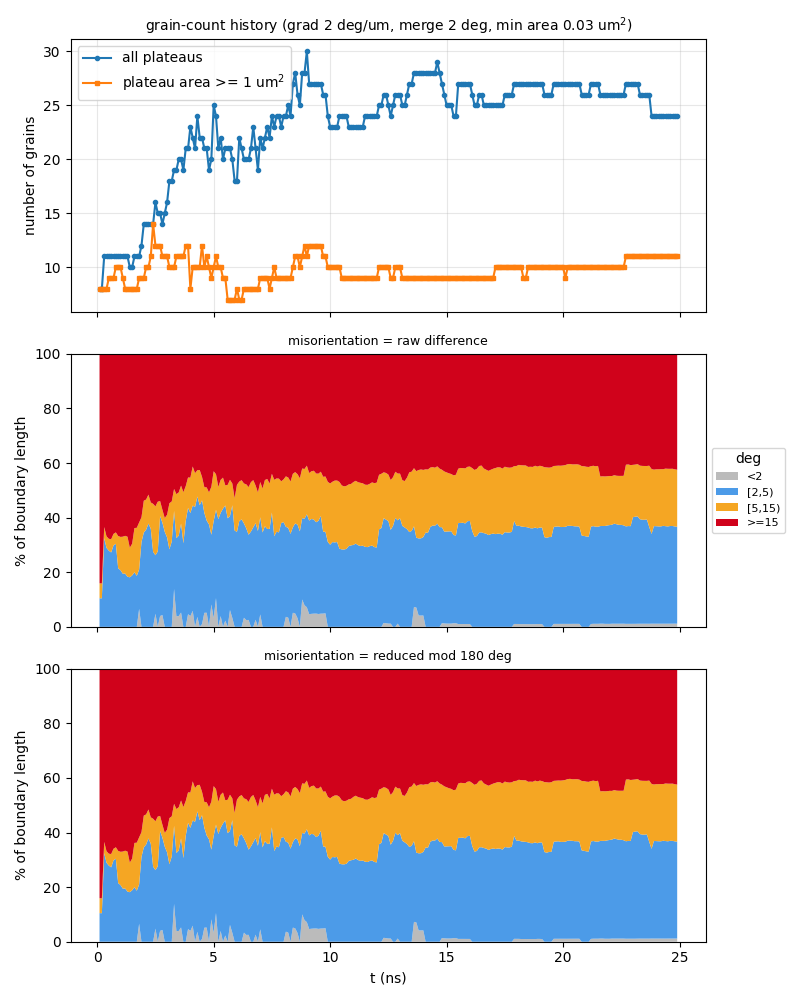 grain-count history (grad 2 deg/um, merge 2 deg, min area 0.03 um²)
all plateaus
plateau area >= 1 um²
number of grains
30
25
20
15
10
misorientation = raw difference
% of boundary length
100
80
60
40
20
0
deg
<2
[2,5)
[5,15)
>=15
misorientation = reduced mod 180 deg
% of boundary length
100
80
60
40
20
0
0 5 10 15 20 25
t (ns)